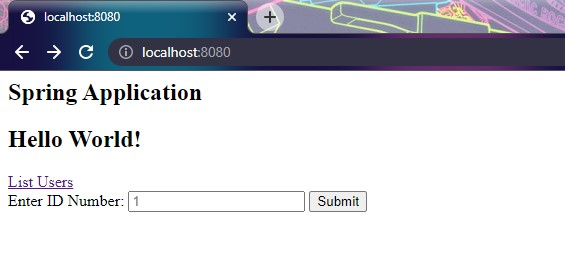 localhost:8080
localhost:8080
Spring Application
Hello World!
List Users
Enter ID Number: 1 Submit